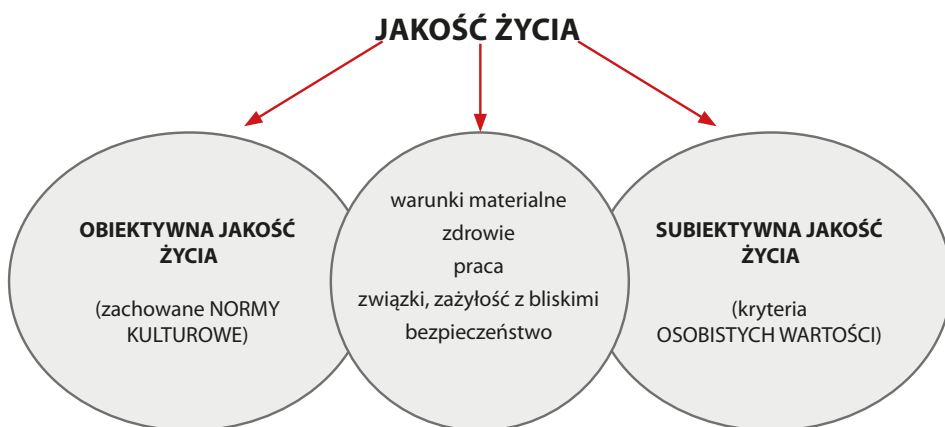 JAKOŚĆ ŻYCIA
OBIEKTYWNA JAKOŚĆ
ŻYCIA
(zachowane NORMY
KULTUROWE)
warunki materialne
zdrowie
praca
związki, zażyłość z bliskimi
bezpieczeństwo
SUBIEKTYWNA JAKOŚĆ
ŻYCIA
(kryteria
OSOBISTYCH WARTOŚCI)